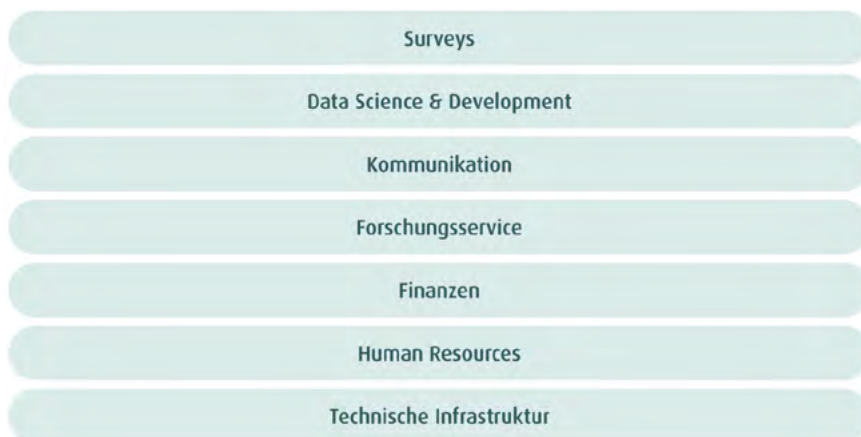 Surveys
Data Science & Development
Kommunikation
Forschungsservice
Finanzen
Human Resources
Technische Infrastruktur